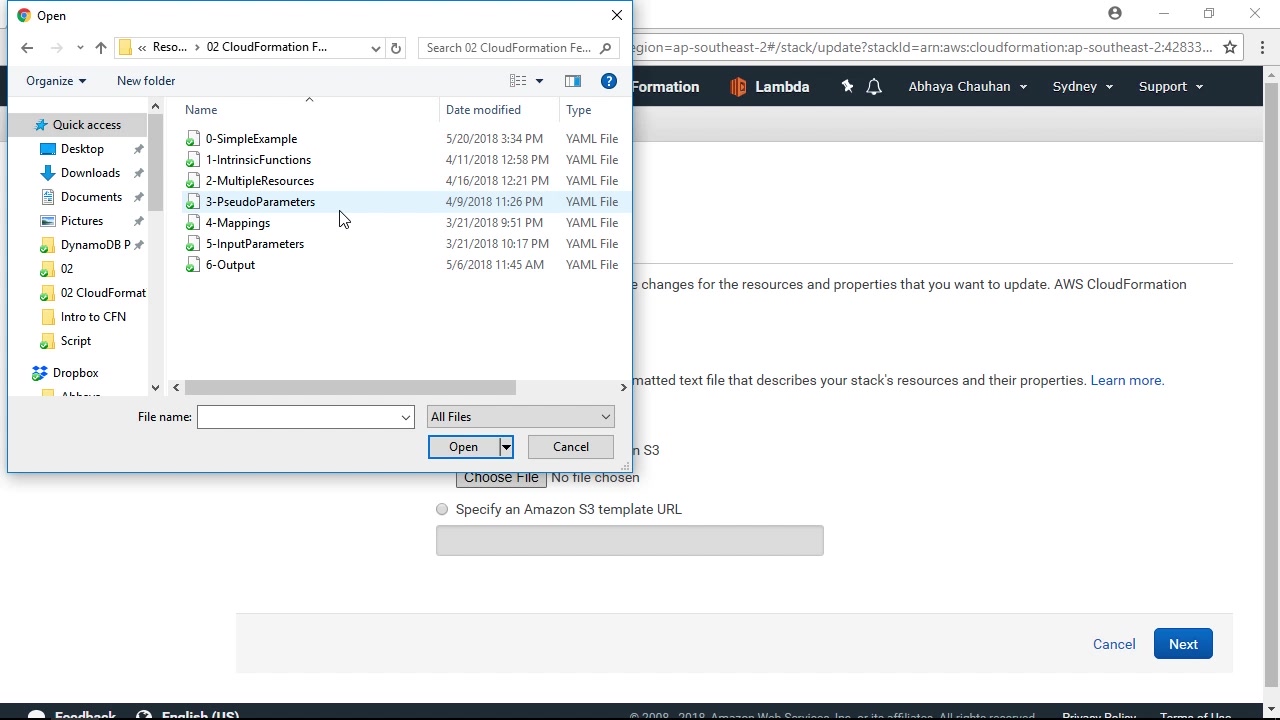 Open
Reso... 02 CloudFormation F...
Search 02 CloudFormation Fe...
egion=ap-southeast-2#/stack/update?stackId=arn:aws:cloudformation:ap-southeast-2:42833...
Organize
New folder
Formation
Lambda
Abhaya Chauhan
Sydney
Support
Name
Date modified
Type
Quick access
Desktop
Downloads
Documents
Pictures
DynamoDB P
02
02 CloudFormat
Intro to CFN
Script
Dropbox
0-SimpleExample 5/20/2018 3:34 PM YAML File
1-IntrinsicFunctions 4/11/2018 12:58 PM YAML File
2-MultipleResources 4/16/2018 12:21 PM YAML File
3-PseudoParameters 4/9/2018 11:26 PM YAML File
4-Mappings 3/21/2018 9:51 PM YAML File
5-InputParameters 3/21/2018 10:17 PM YAML File
6-Output 5/6/2018 11:45 AM YAML File
File name:
All Files
Open
Cancel
e changes for the resources and properties that you want to update. AWS CloudFormation
matted text file that describes your stack's resources and their properties. Learn more.
n S3
Choose File No file chosen
Specify an Amazon S3 template URL
Cancel
Next
Feedback
English (US)
© 2008 - 2018, Amazon Web Services, Inc. or its affiliates. All rights reserved.
Privacy Policy
Terms of Use